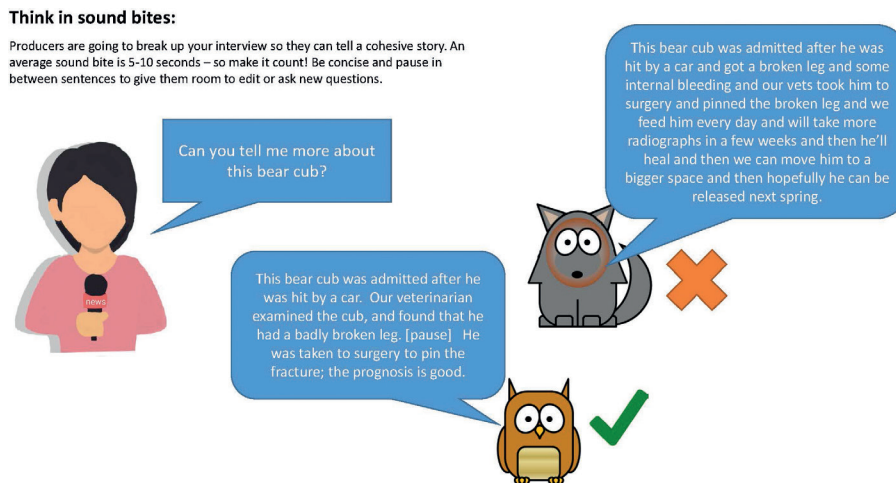 Think in sound bites:
Producers are going to break up your interview so they can tell a cohesive story. An
average sound bite is 5-10 seconds – so make it count! Be concise and pause in
between sentences to give them room to edit or ask new questions.
Can you tell me more about
this bear cub?
news
This bear cub was admitted after he was
hit by a car and got a broken leg and some
internal bleeding and our vets took him to
surgery and pinned the broken leg and we
feed him every day and will take more
radiographs in a few weeks and then he'll
heal and then we can move him to a
bigger space and then hopefully he can be
released next spring.
This bear cub was admitted after he
was hit by a car.  Our veterinarian
examined the cub, and found that he
had a badly broken leg. [pause]   He
was taken to surgery to pin the
fracture; the prognosis is good.